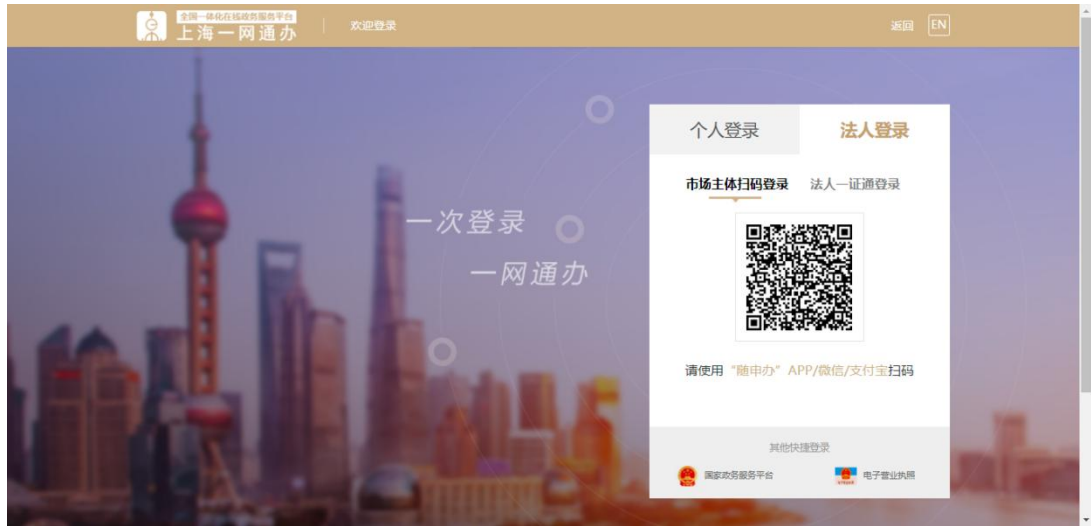 全国一体化在线政务服务平台
上海一网通办
欢迎登录
返回
EN
一次登录
一网通办
个人登录
法人登录
市场主体扫码登录
法人一证通登录
请使用“随申办”APP/微信/支付宝扫码
其他快捷登录
国家政务服务平台
电子营业执照